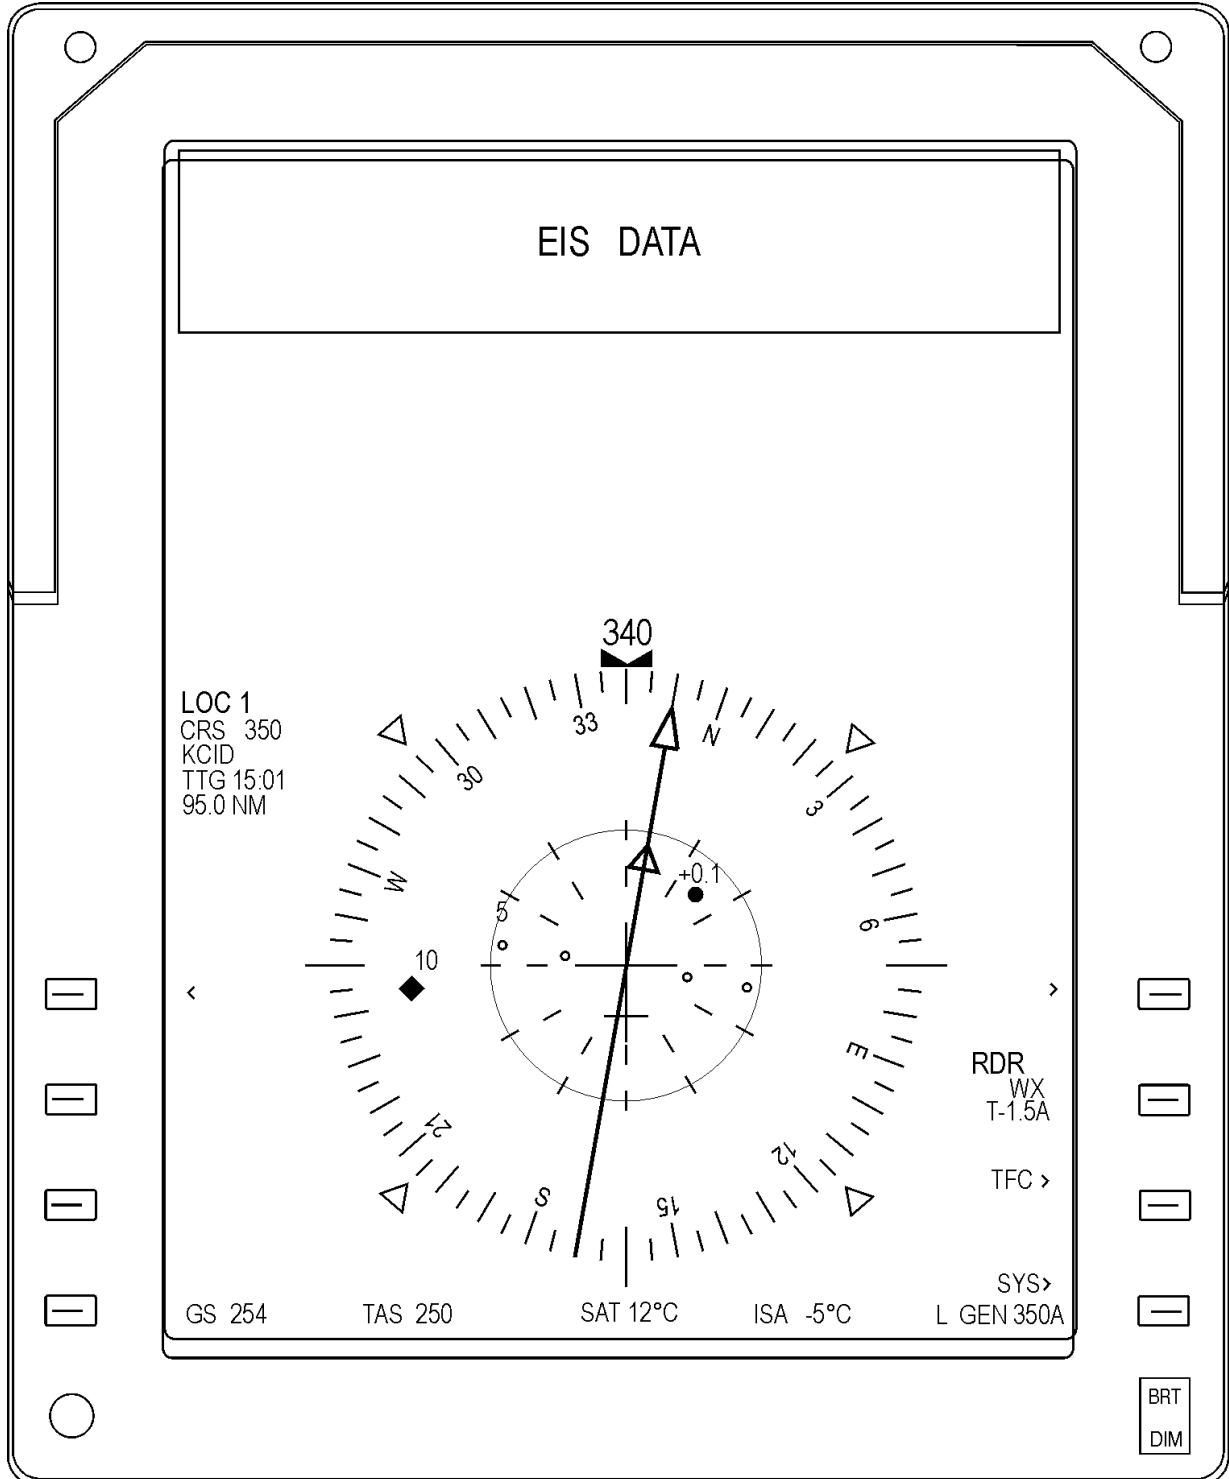 EIS DATA
340
LOC 1
CRS 350
KCID
TTG 15:01
95.0 NM
33
N
30
3
W
6
+0.1
5
10
E
21
12
S
15
RDR
WX
T-1.5A
TFC >
SYS>
<
>
GS 254 TAS 250 SAT 12°C ISA -5°C L GEN 350A
BRT
DIM